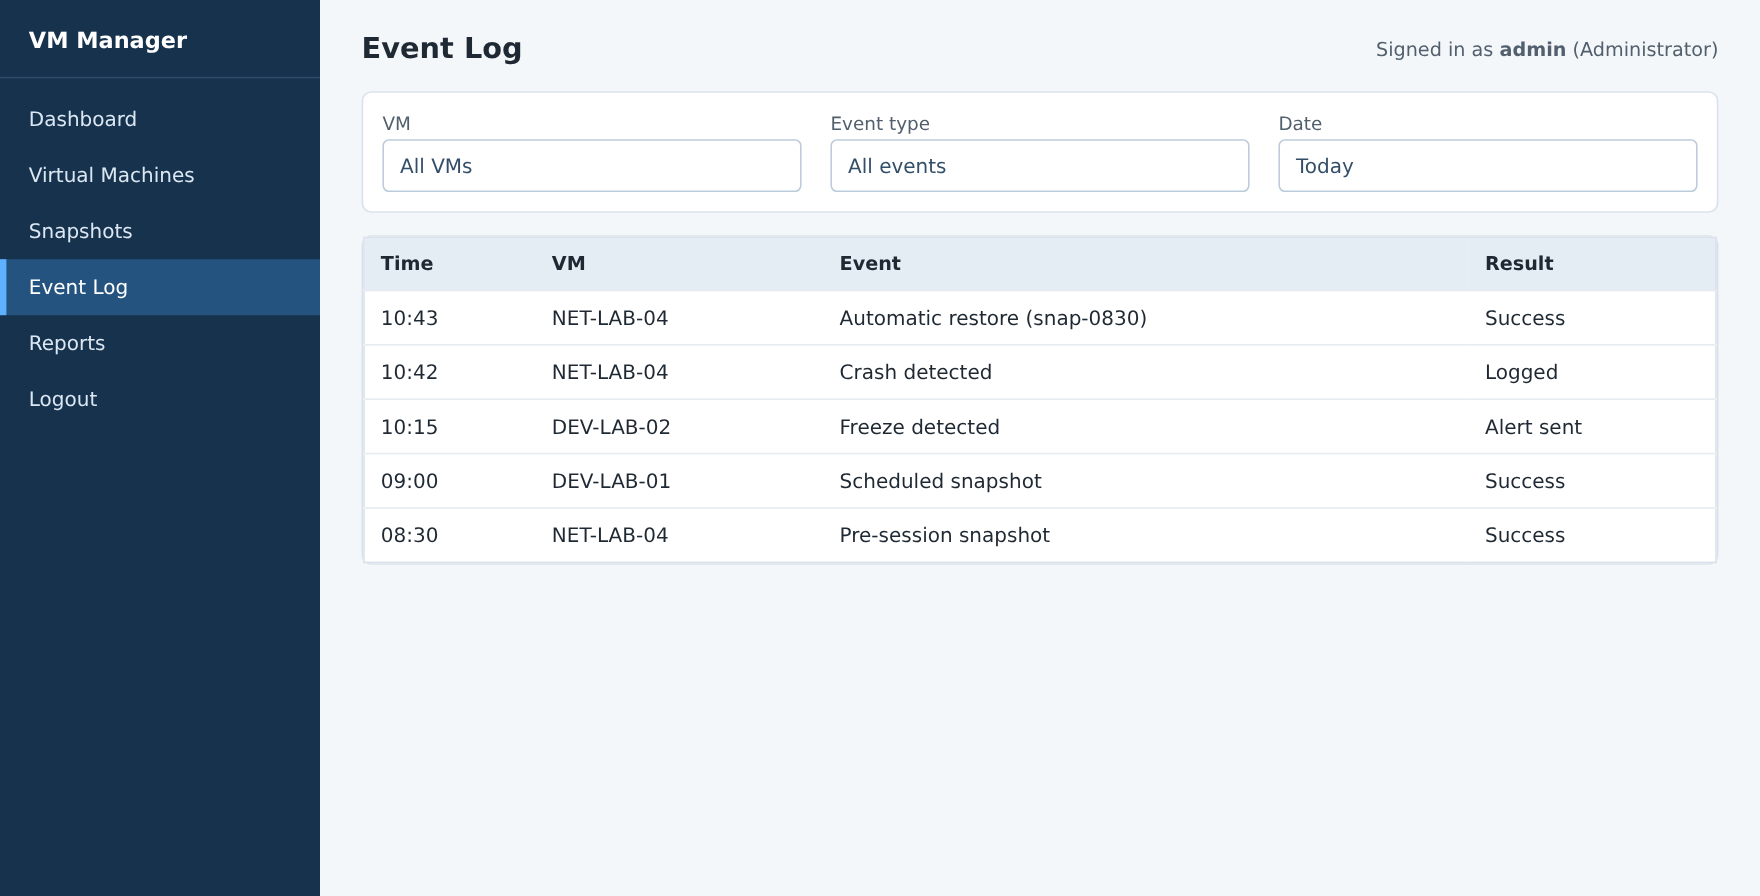 VM Manager
Dashboard
Virtual Machines
Snapshots
Event Log
Reports
Logout
Event Log
Signed in as admin (Administrator)
VM Event type Date
All VMs All events Today
Time VM Event Result
10:43 NET-LAB-04 Automatic restore (snap-0830) Success
10:42 NET-LAB-04 Crash detected Logged
10:15 DEV-LAB-02 Freeze detected Alert sent
09:00 DEV-LAB-01 Scheduled snapshot Success
08:30 NET-LAB-04 Pre-session snapshot Success